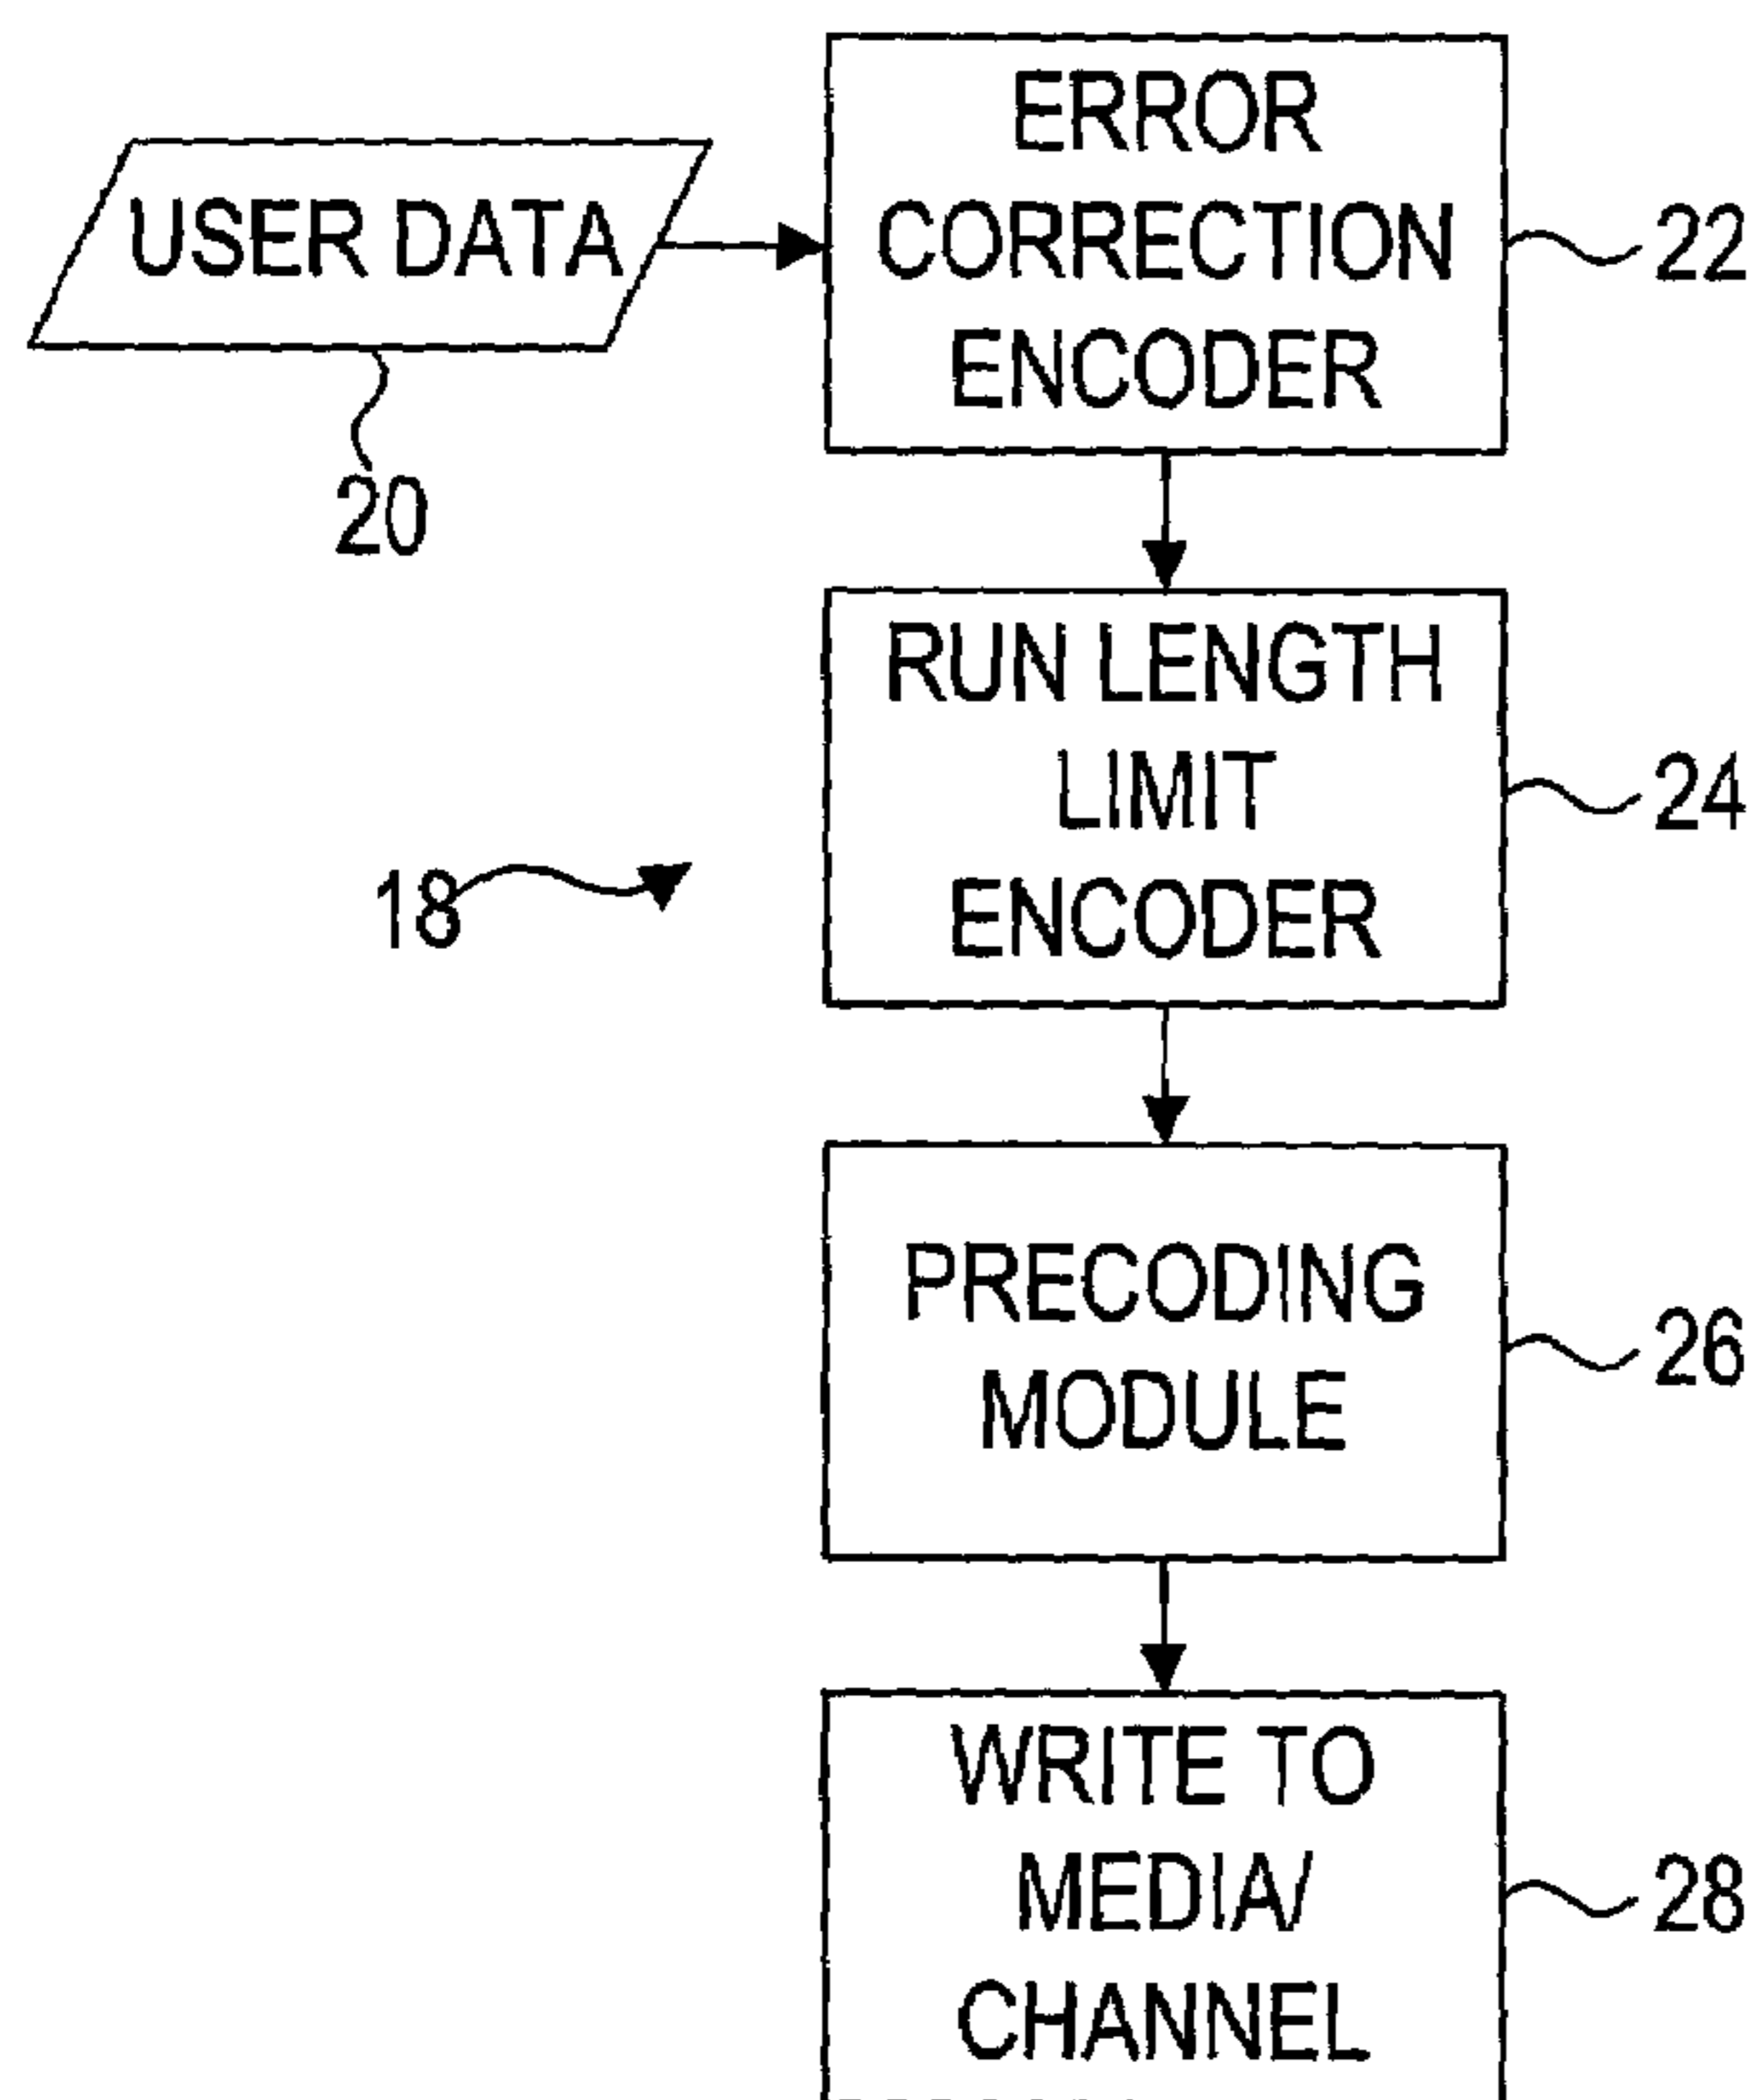 USER DATA
20
ERROR
CORRECTION
ENCODER
22
RUN LENGTH
LIMIT
ENCODER
24
18
PRECODING
MODULE
26
WRITE TO
MEDIA/
CHANNEL
28